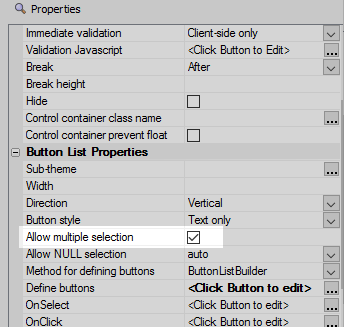 Properties
Immediate validation Client-side only
Validation Javascript <Click Button to Edit> ...
Break After
Break height
Hide
Control container class name ...
Control container prevent float
Button List Properties
Sub-theme ...
Width
Direction Vertical
Button style Text only
Allow multiple selection
Allow NULL selection auto
Method for defining buttons ButtonListBuilder
Define buttons <Click Button to edit> ...
OnSelect <Click Button to edit> ...
OnClick <Click Button to edit> ...